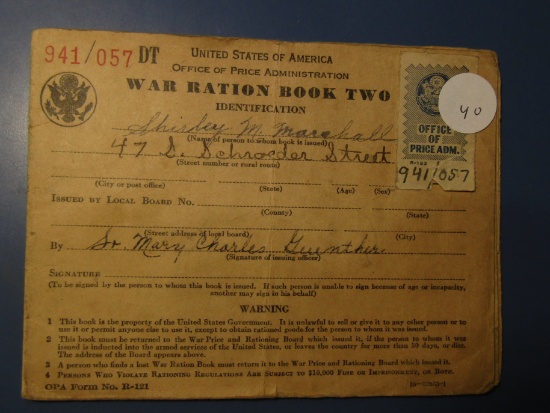 941/057 DT
UNITED STATES OF AMERICA
OFFICE OF PRICE ADMINISTRATION
WAR RATION BOOK TWO
IDENTIFICATION
Shirley M. Marshall
(Name of person to whom book is issued)
47 S. Schroeder Street
(Street number or rural route)
(City or post office) (State) (Age) (Sex)
ISSUED BY LOCAL BOARD NO.
(County) (State)
(Street address of local board) (City)
By Sr. Mary Charles Guenther
(Signature of issuing officer)
SIGNATURE
(To be signed by the person to whom this book is issued. If such person is unable to sign because of age or incapacity,
another may sign in his behalf)
WARNING
1 This book is the property of the United States Government. It is unlawful to sell or give it to any other person or to
use it or permit anyone else to use it, except to obtain rationed goods for the person to whom it was issued.
2 This book must be returned to the War Price and Rationing Board which issued it, if the person to whom it was
issued is inducted into the armed services of the United States, or leaves the country for more than 30 days, or dies.
The address of the Board appears above.
3 A person who finds a lost War Ration Book must return it to the War Price and Rationing Board which issued it.
4 PERSONS WHO VIOLATE RATIONING REGULATIONS ARE SUBJECT TO $10,000 FINE OR IMPRISONMENT, OR BOTH.
OPA Form No. R-121
40
OFFICE
OF
PRICE ADM.
941/057